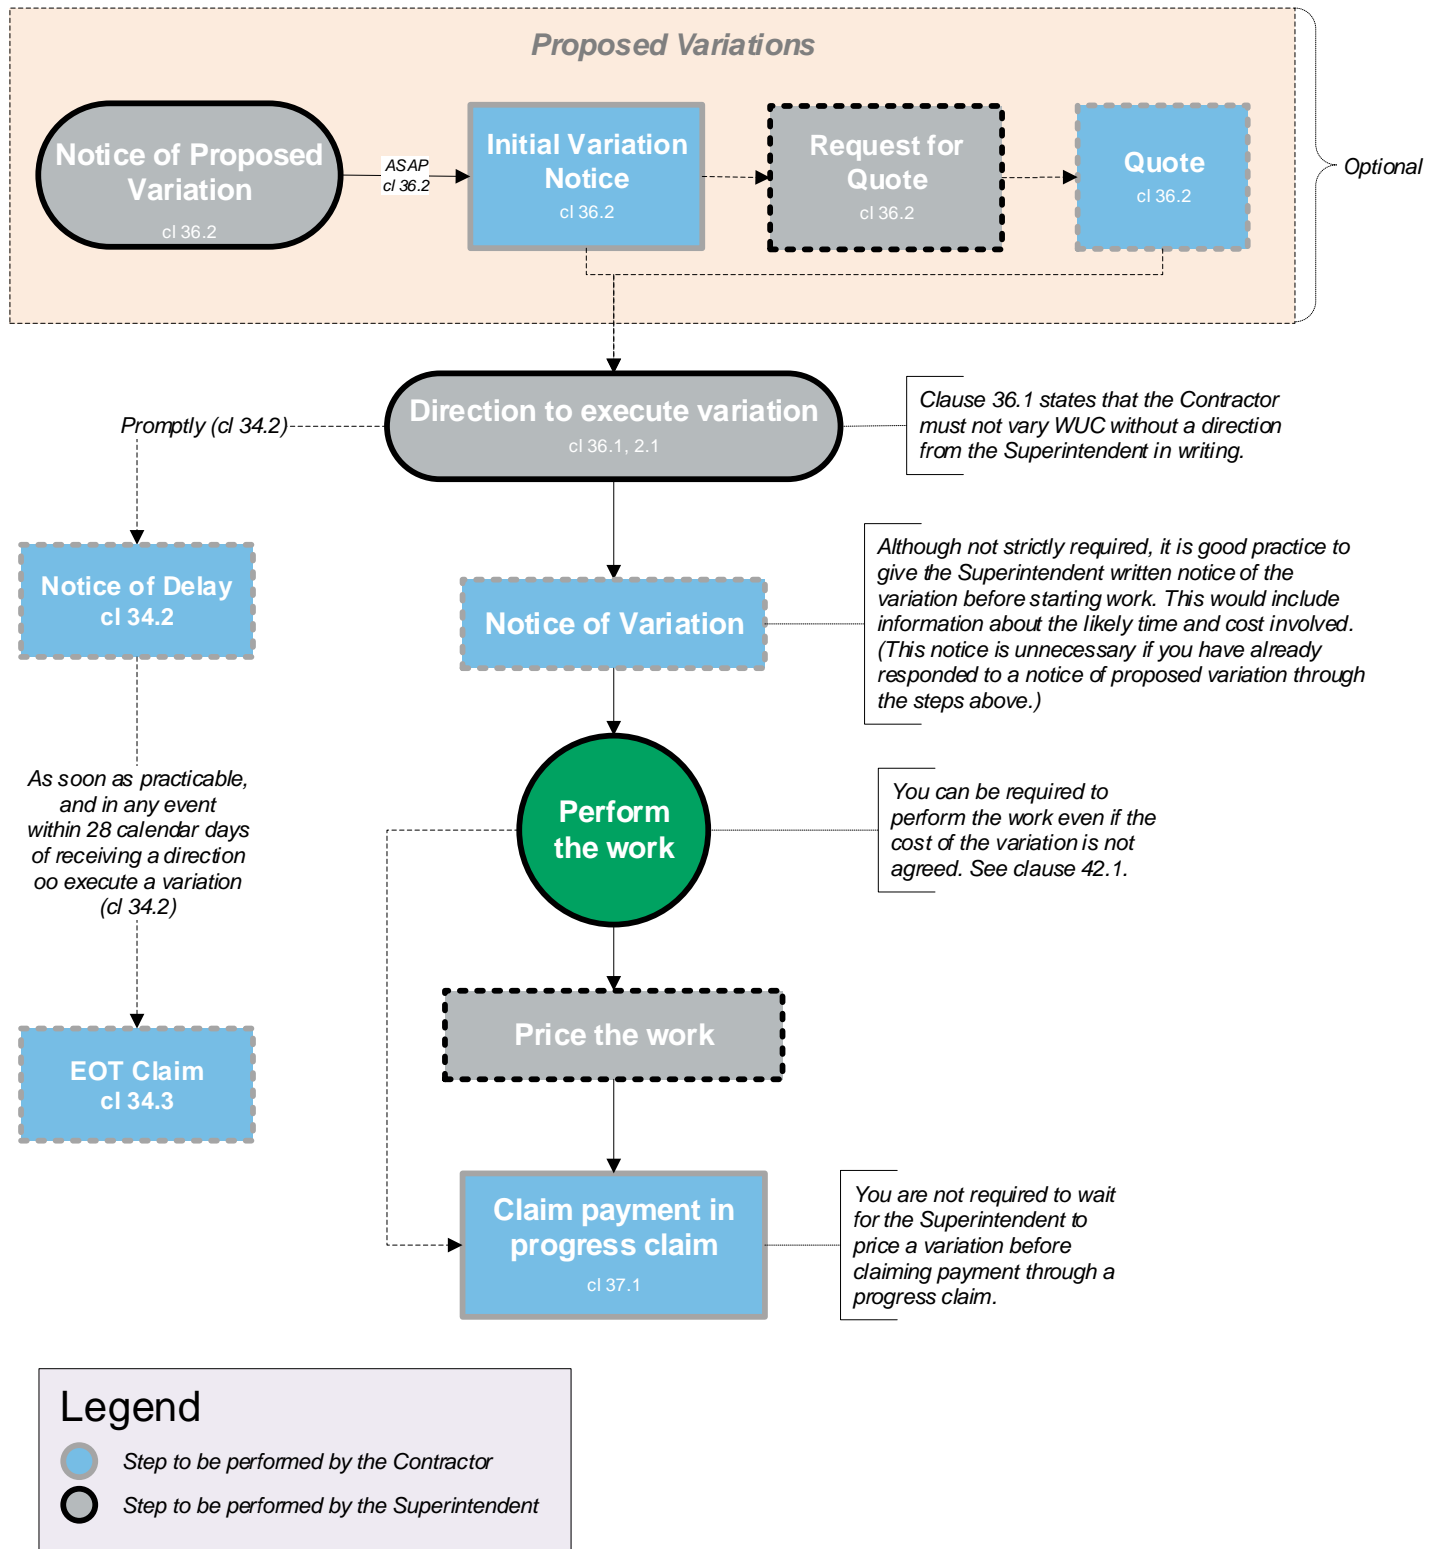 Proposed Variations
Notice of Proposed
Variation
cl 36.2
ASAP
cl 36.2
Initial Variation
Notice
cl 36.2
Request for
Quote
cl 36.2
Quote
cl 36.2
Optional
Direction to execute variation
cl 36.1, 2.1
Clause 36.1 states that the Contractor
must not vary WUC without a direction
from the Superintendent in writing.
Promptly (cl 34.2)
Notice of Delay
cl 34.2
Notice of Variation
Although not strictly required, it is good practice to
give the Superintendent written notice of the
variation before starting work. This would include
information about the likely time and cost involved.
(This notice is unnecessary if you have already
responded to a notice of proposed variation through
the steps above.)
As soon as practicable,
and in any event
within 28 calendar days
of receiving a direction
oo execute a variation
(cl 34.2)
Perform
the work
You can be required to
perform the work even if the
cost of the variation is not
agreed. See clause 42.1.
EOT Claim
cl 34.3
Price the work
Claim payment in
progress claim
cl 37.1
You are not required to wait
for the Superintendent to
price a variation before
claiming payment through a
progress claim.
Legend
Step to be performed by the Contractor
Step to be performed by the Superintendent